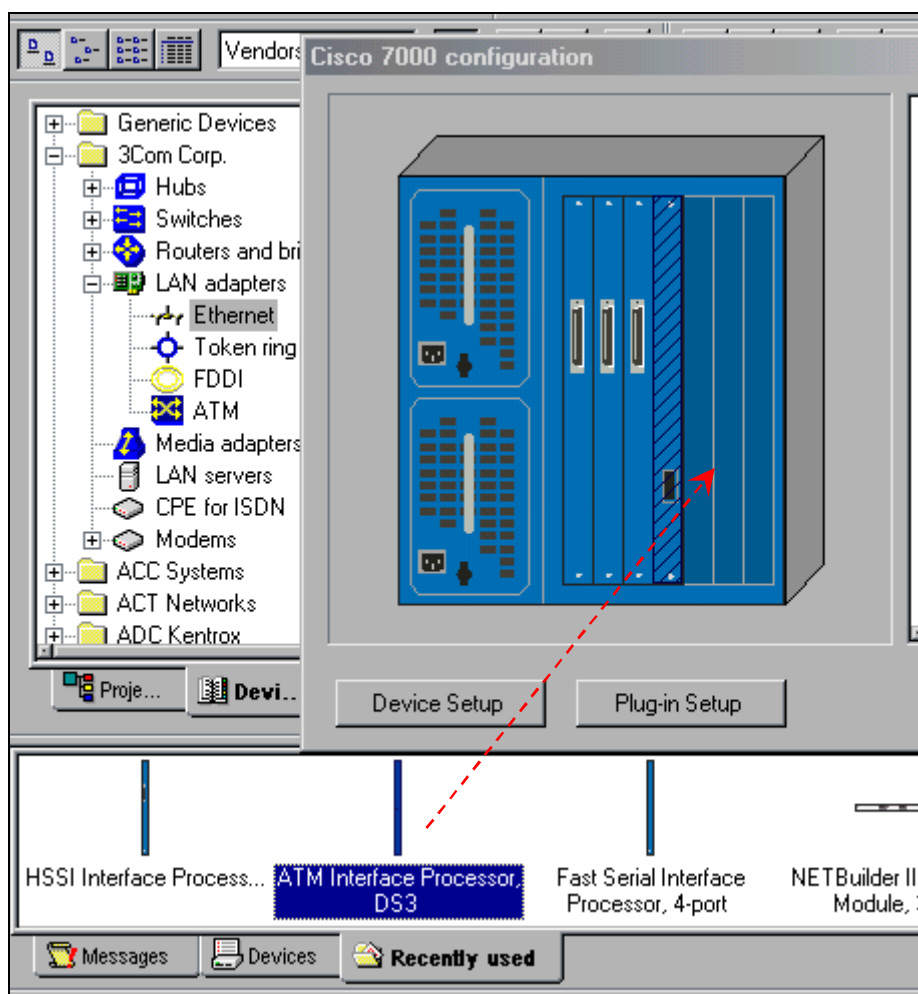 Vendors
Cisco 7000 configuration
Generic Devices
3Com Corp.
Hubs
Switches
Routers and bri
LAN adapters
Ethernet
Token ring
FDDI
ATM
Media adapters
LAN servers
CPE for ISDN
Modems
ACC Systems
ACT Networks
ADC Kentrox
Proje...
Devi..
Device Setup
Plug-in Setup
HSSI Interface Process...
ATM Interface Processor,
DS3
Fast Serial Interface
Processor, 4-port
NETBuilder II
Module,
Messages
Devices
Recently used